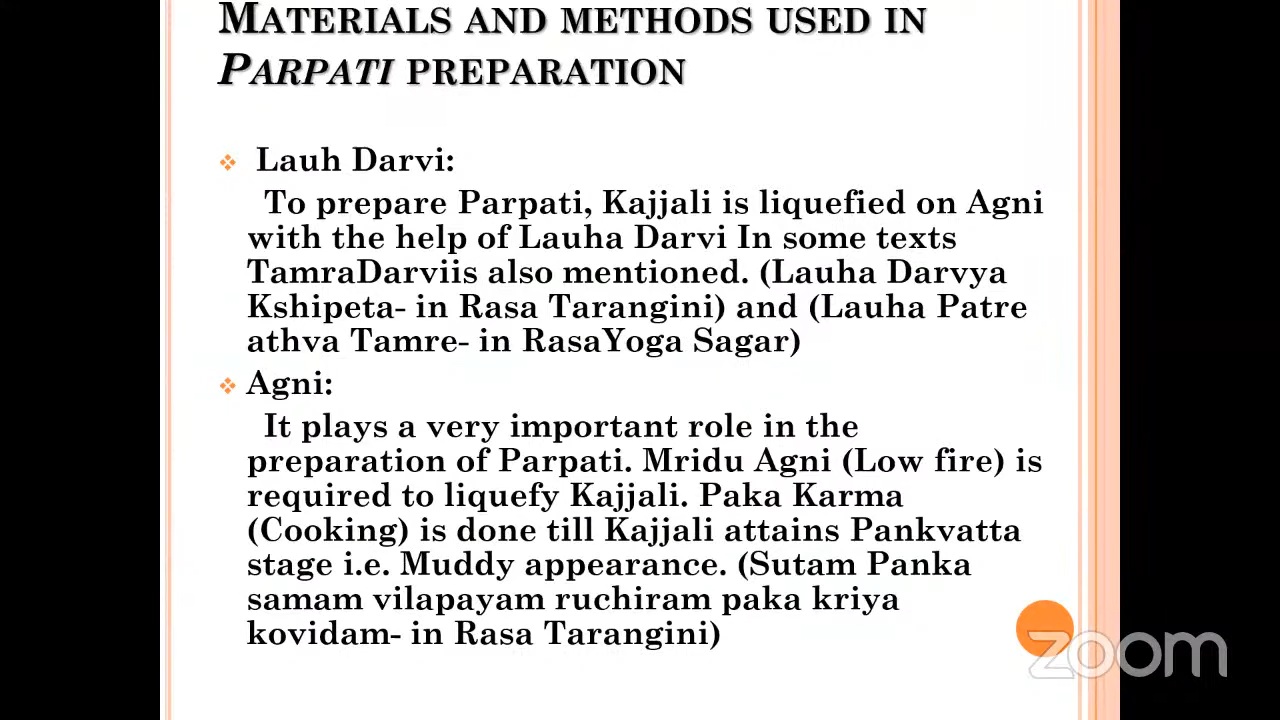 MATERIALS AND METHODS USED IN
PARPATI PREPARATION
Lauh Darvi:
To prepare Parpati, Kajjali is liquefied on Agni
with the help of Lauha Darvi In some texts
TamraDarviis also mentioned. (Lauha Darvya
Kshipeta- in Rasa Tarangini) and (Lauha Patre
athva Tamre- in RasaYoga Sagar)
Agni:
It plays a very important role in the
preparation of Parpati. Mridu Agni (Low fire) is
required to liquefy Kajjali. Paka Karma
(Cooking) is done till Kajjali attains Pankvatta
stage i.e. Muddy appearance. (Sutam Panka
samam vilapayam ruchiram paka kriya
kovidam- in Rasa Tarangini)
zoom